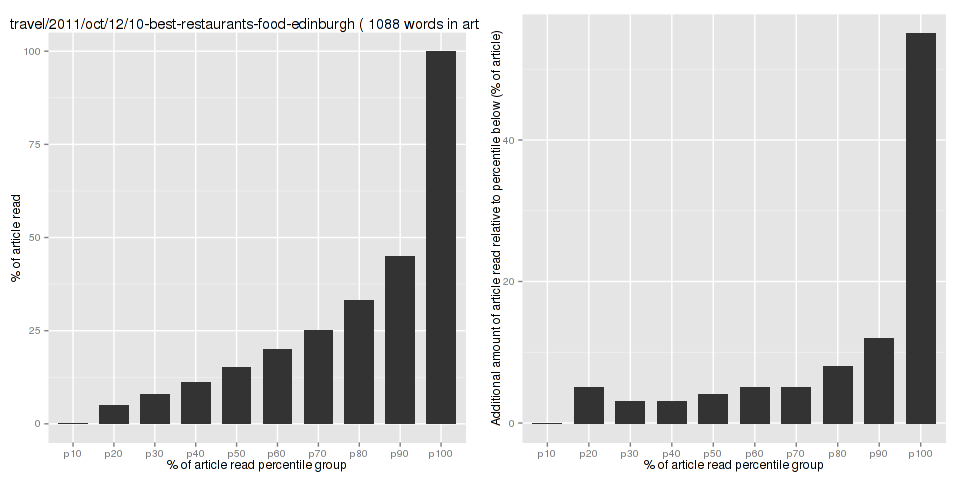 travel/2011/oct/12/10-best-restaurants-food-edinburgh ( 1088 words in art
% of article read
100
75
50
25
0
p10 p20 p30 p40 p50 p60 p70 p80 p90 p100
% of article read percentile group
Additional amount of article read relative to percentile below (% of article)
40
20
0
p10 p20 p30 p40 p50 p60 p70 p80 p90 p100
% of article read percentile group